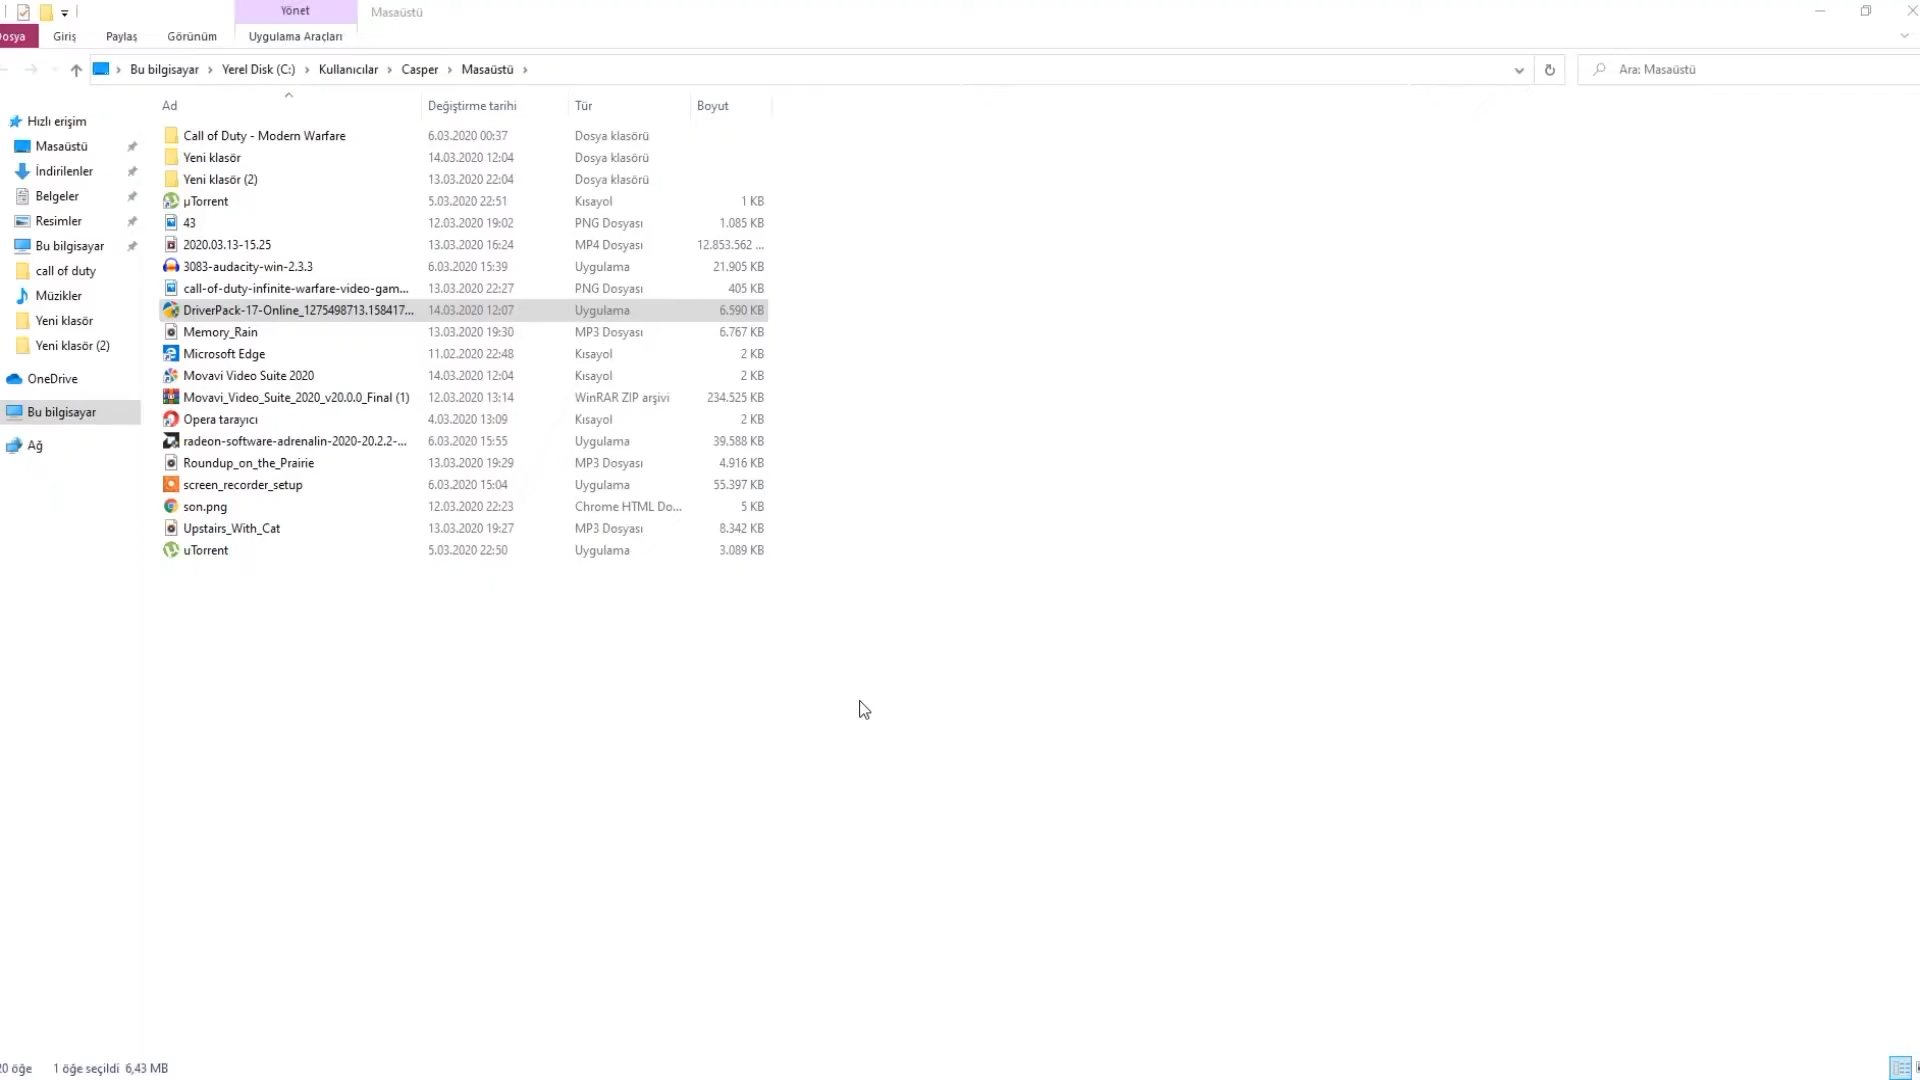 Yönet
Masaüstü
osya
Giriş
Paylaş
Görünüm
Uygulama Araçları
Bu bilgisayar
Yerel Disk (C:)
Kullanıcılar
Casper
Masaüstü
Ara: Masaüstü
Ad
Değiştirme tarihi
Tür
Boyut
Hızlı erişim
Masaüstü
İndirilenler
Belgeler
Resimler
Bu bilgisayar
call of duty
Müzikler
Yeni klasör
Yeni klasör (2)
OneDrive
Bu bilgisayar
Ağ
Call of Duty - Modern Warfare 6.03.2020 00:37 Dosya klasörü
Yeni klasör 14.03.2020 12:04 Dosya klasörü
Yeni klasör (2) 13.03.2020 22:04 Dosya klasörü
µTorrent 5.03.2020 22:51 Kısayol 1 KB
43 12.03.2020 19:02 PNG Dosyası 1.085 KB
2020.03.13-15.25 13.03.2020 16:24 MP4 Dosyası 12.853.562 ...
3083-audacity-win-2.3.3 6.03.2020 15:39 Uygulama 21.905 KB
call-of-duty-infinite-warfare-video-gam... 13.03.2020 22:27 PNG Dosyası 405 KB
DriverPack-17-Online_1275498713.158417... 14.03.2020 12:07 Uygulama 6.590 KB
Memory_Rain 13.03.2020 19:30 MP3 Dosyası 6.767 KB
Microsoft Edge 11.02.2020 22:48 Kısayol 2 KB
Movavi Video Suite 2020 14.03.2020 12:04 Kısayol 2 KB
Movavi_Video_Suite_2020_v20.0.0_Final (1) 12.03.2020 13:14 WinRAR ZIP arşivi 234.525 KB
Opera tarayıcı 4.03.2020 13:09 Kısayol 2 KB
radeon-software-adrenalin-2020-20.2.2-... 6.03.2020 15:55 Uygulama 39.588 KB
Roundup_on_the_Prairie 13.03.2020 19:29 MP3 Dosyası 4.916 KB
screen_recorder_setup 6.03.2020 15:04 Uygulama 55.397 KB
son.png 12.03.2020 22:23 Chrome HTML Do... 5 KB
Upstairs_With_Cat 13.03.2020 19:27 MP3 Dosyası 8.342 KB
uTorrent 5.03.2020 22:50 Uygulama 3.089 KB
20 öğe 1 öğe seçildi 6,43 MB